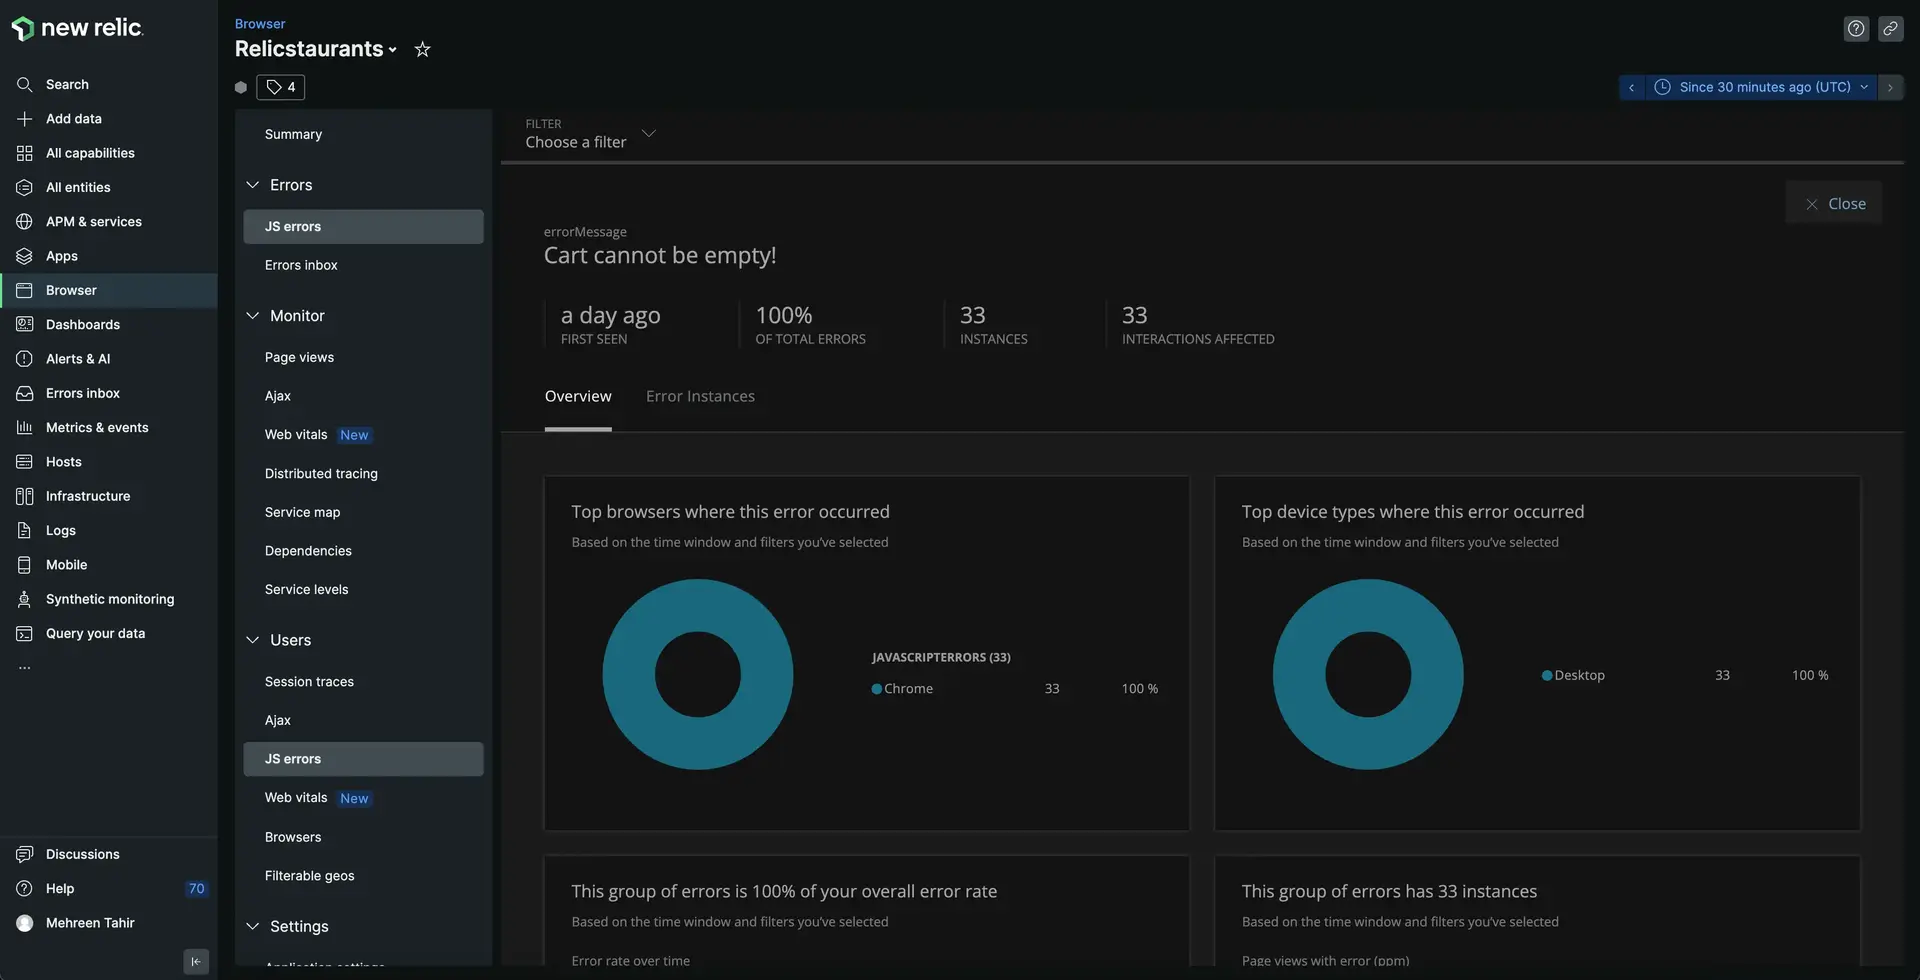 new relic.
Search
Add data
All capabilities
All entities
APM & services
Apps
Browser
Dashboards
Alerts & AI
Errors inbox
Metrics & events
Hosts
Infrastructure
Logs
Mobile
Synthetic monitoring
Query your data
...
Discussions
Help 70
Mehreen Tahir
Browser
Relicstaurants
4
Since 30 minutes ago (UTC)
Summary
Errors
JS errors
Errors inbox
Monitor
Page views
Ajax
Web vitals New
Distributed tracing
Service map
Dependencies
Service levels
Users
Session traces
Ajax
JS errors
Web vitals New
Browsers
Filterable geos
Settings
Application settings
FILTER
Choose a filter
Close
errorMessage
Cart cannot be empty!
a day ago
FIRST SEEN
100%
OF TOTAL ERRORS
33
INSTANCES
33
INTERACTIONS AFFECTED
Overview
Error Instances
Top browsers where this error occurred
Based on the time window and filters you've selected
JAVASCRIPTERRORS (33)
Chrome 33 100 %
Top device types where this error occurred
Based on the time window and filters you've selected
Desktop 33 100 %
This group of errors is 100% of your overall error rate
Based on the time window and filters you've selected
Error rate over time
This group of errors has 33 instances
Based on the time window and filters you've selected
Page views with error (ppm)